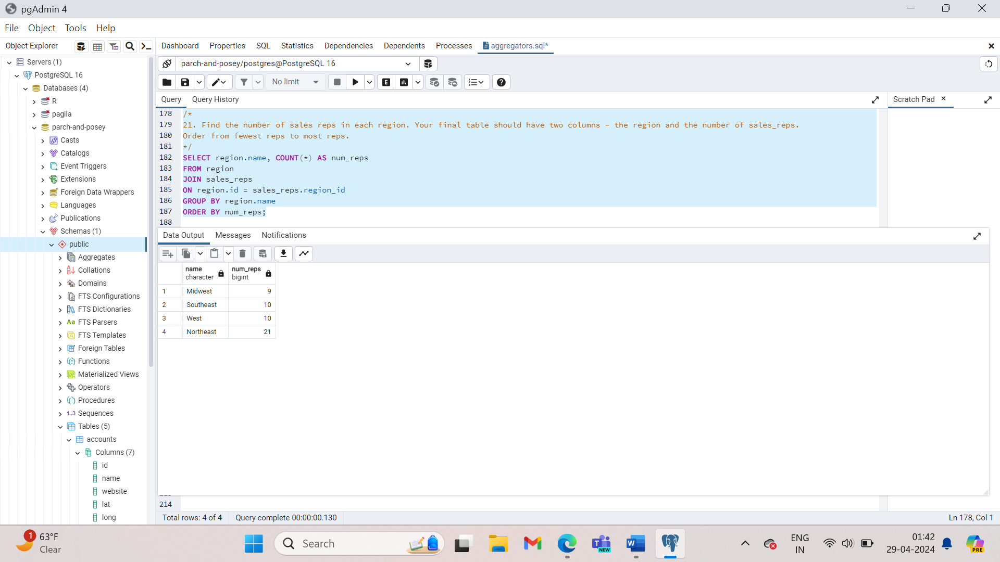 pgAdmin 4
File Object Tools Help
Object Explorer
Dashboard Properties SQL Statistics Dependencies Dependents Processes aggregators.sql*
Servers (1)
PostgreSQL 16
Databases (4)
R
pagila
parch-and-posey
Casts
Catalogs
Event Triggers
Extensions
Foreign Data Wrappers
Languages
Publications
Schemas (1)
public
Aggregates
Collations
Domains
FTS Configurations
FTS Dictionaries
Aa FTS Parsers
FTS Templates
Foreign Tables
Functions
Materialized Views
Operators
Procedures
1..3 Sequences
Tables (5)
accounts
Columns (7)
id
name
website
lat
long
parch-and-posey/postgres@PostgreSQL 16
No limit
E
Query Query History
Scratch Pad
178 /*
179 21. Find the number of sales reps in each region. Your final table should have two columns - the region and the number of sales_reps.
180 Order from fewest reps to most reps.
181 */
182 SELECT region.name, COUNT(*) AS num_reps
183 FROM region
184 JOIN sales_reps
185 ON region.id = sales_reps.region_id
186 GROUP BY region.name
187 ORDER BY num_reps;
188
Data Output Messages Notifications
name num_reps
character bigint
1 Midwest 9
2 Southeast 10
3 West 10
4 Northeast 21
214
Total rows: 4 of 4 Query complete 00:00:00.130 Ln 178, Col 1
1 63°F
Clear
Search
T NEW
W
ENG
IN
01:42
29-04-2024
PRE